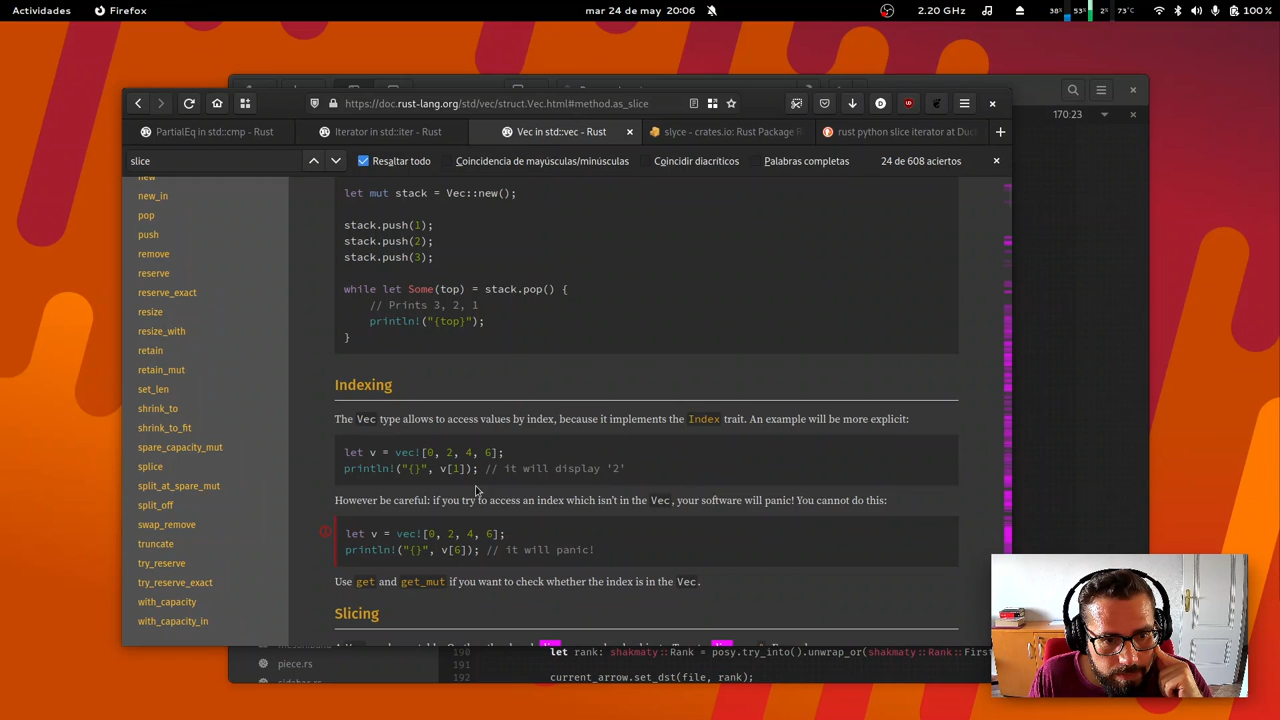 Actividades Firefox mar 24 de may 20:06 2.20 GHz 38% 53% 2% 73°C 100 %
https://doc.rust-lang.org/std/vec/struct.Vec.html#method.as_slice
170.23
PartialEq in std::cmp - Rust Iterator in std::iter - Rust Vec in std::vec - Rust slyce - crates.io: Rust Package R rust python slice iterator at Duc
slice Resaltar todo Coincidencia de mayúsculas/minúsculas Coincidir diacríticos Palabras completas 24 de 608 aciertos
new
new_in
pop
push
remove
reserve
reserve_exact
resize
resize_with
retain
retain_mut
set_len
shrink_to
shrink_to_fit
spare_capacity_mut
splice
split_at_spare_mut
split_off
swap_remove
truncate
try_reserve
try_reserve_exact
with_capacity
with_capacity_in
let mut stack = Vec::new();
stack.push(1);
stack.push(2);
stack.push(3);
while let Some(top) = stack.pop() {
// Prints 3, 2, 1
println!("{top}");
}
Indexing
The Vec type allows to access values by index, because it implements the Index trait. An example will be more explicit:
let v = vec![0, 2, 4, 6];
println!("{}", v[1]); // it will display '2'
However be careful: if you try to access an index which isn't in the Vec, your software will panic! You cannot do this:
let v = vec![0, 2, 4, 6];
println!("{}", v[6]); // it will panic!
Use get and get_mut if you want to check whether the index is in the Vec.
Slicing
piece.rs
190 let rank: shakmaty::Rank = posy.try_into().unwrap_or(shakmaty::Rank::First
191
192 current_arrow.set_dst(file, rank);